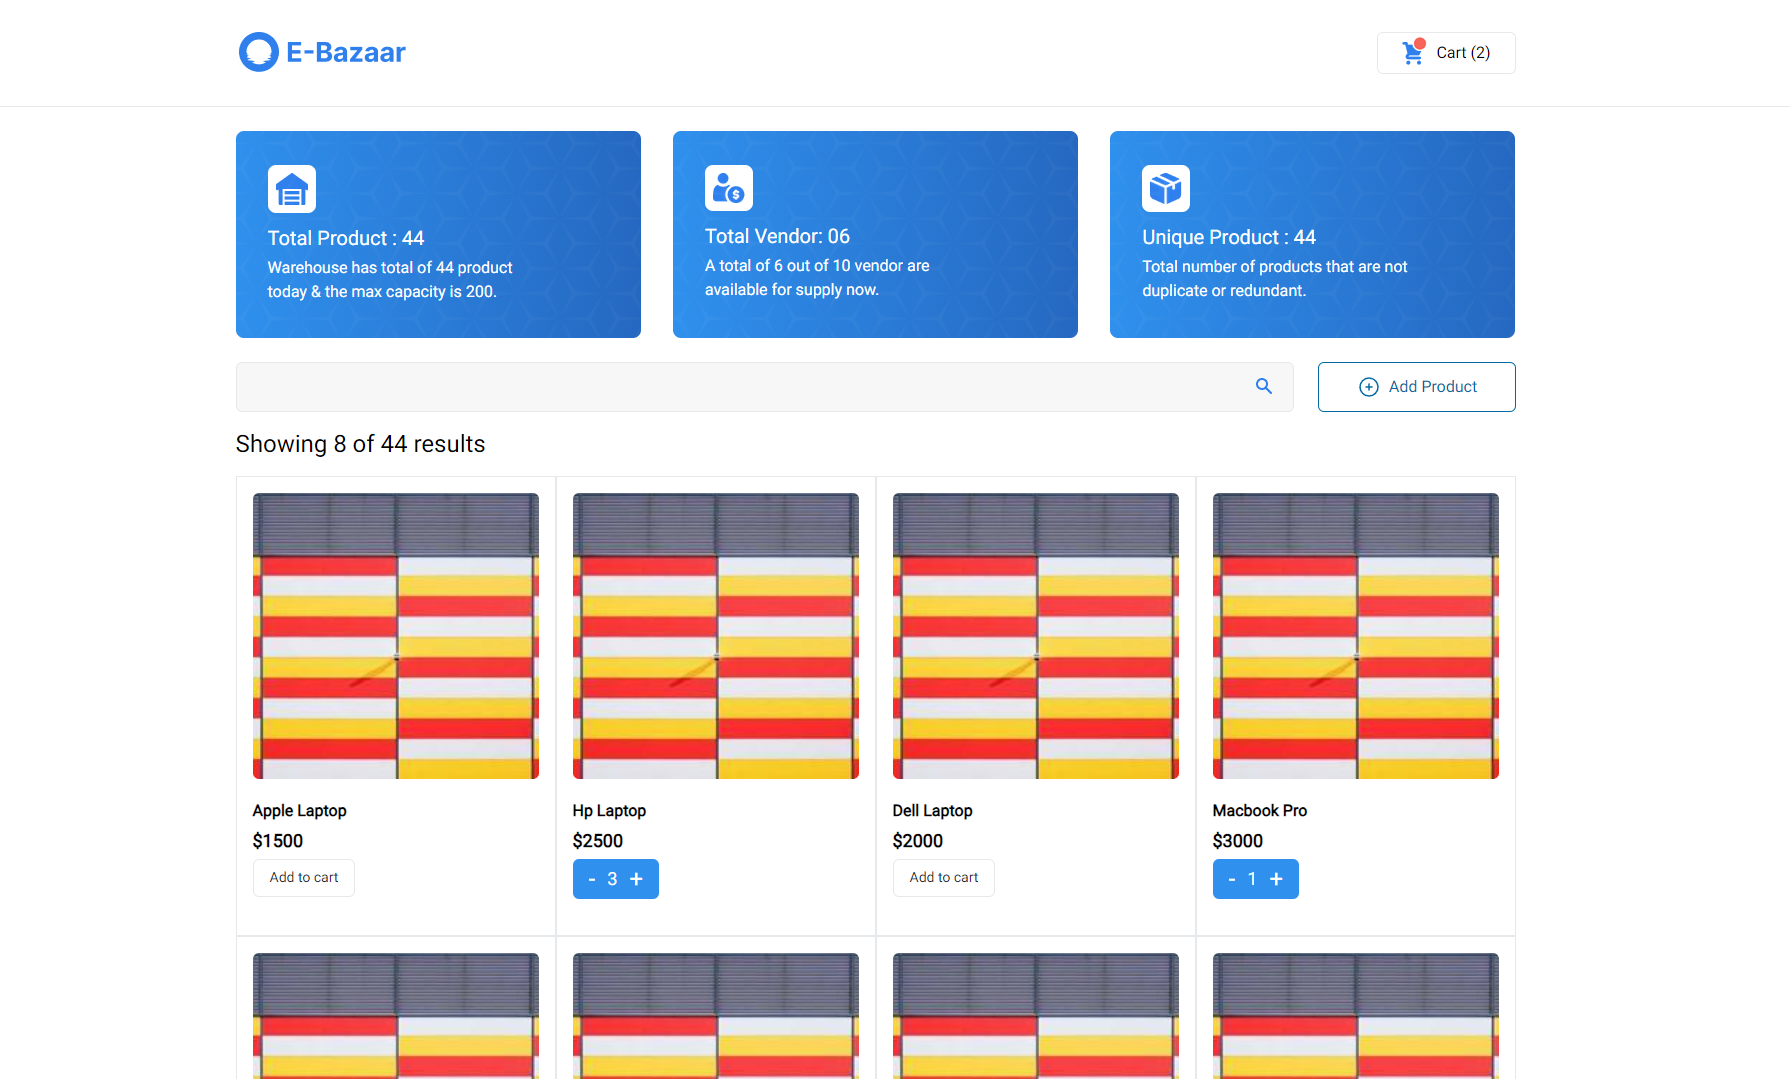 E-Bazaar
Cart (2)
Total Product : 44
Warehouse has total of 44 product
today & the max capacity is 200.
Total Vendor: 06
A total of 6 out of 10 vendor are
available for supply now.
Unique Product : 44
Total number of products that are not
duplicate or redundant.
Add Product
Showing 8 of 44 results
Apple Laptop
$1500
Add to cart
Hp Laptop
$2500
- 3 +
Dell Laptop
$2000
Add to cart
Macbook Pro
$3000
- 1 +